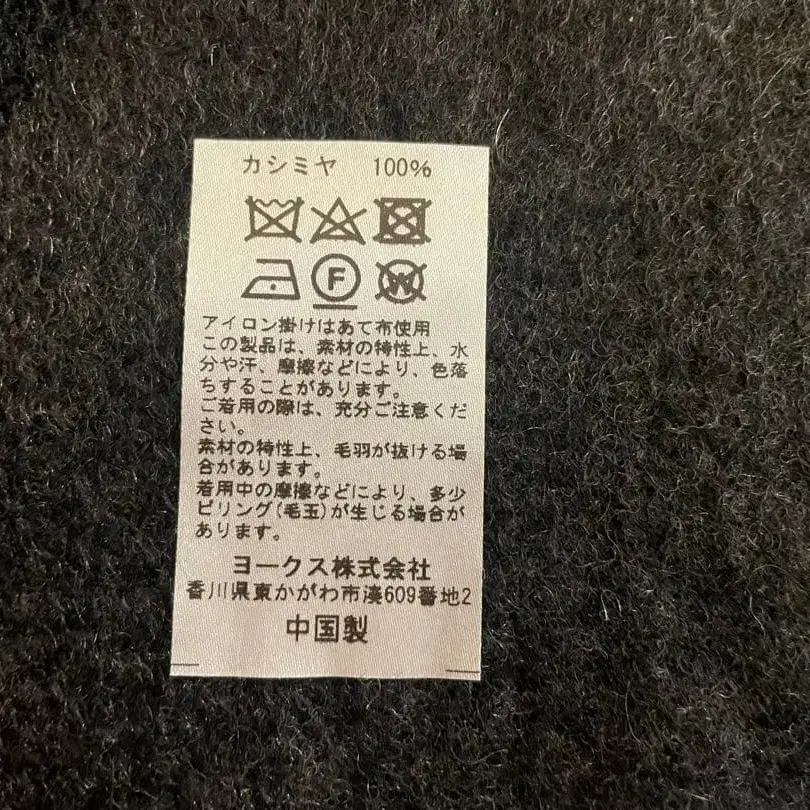 カシミヤ 100%
F W
アイロン掛けはあて布使用
この製品は、素材の特性上、水
分や汗、摩擦などにより、色落
ちすることがあります。
ご着用の際は、充分ご注意くだ
さい。
素材の特性上、毛羽が抜ける場
合があります。
着用中の摩擦などにより、多少
ピリング(毛玉)が生じる場合が
あります。
ヨークス株式会社
香川県東かがわ市湊609番地2
中国製